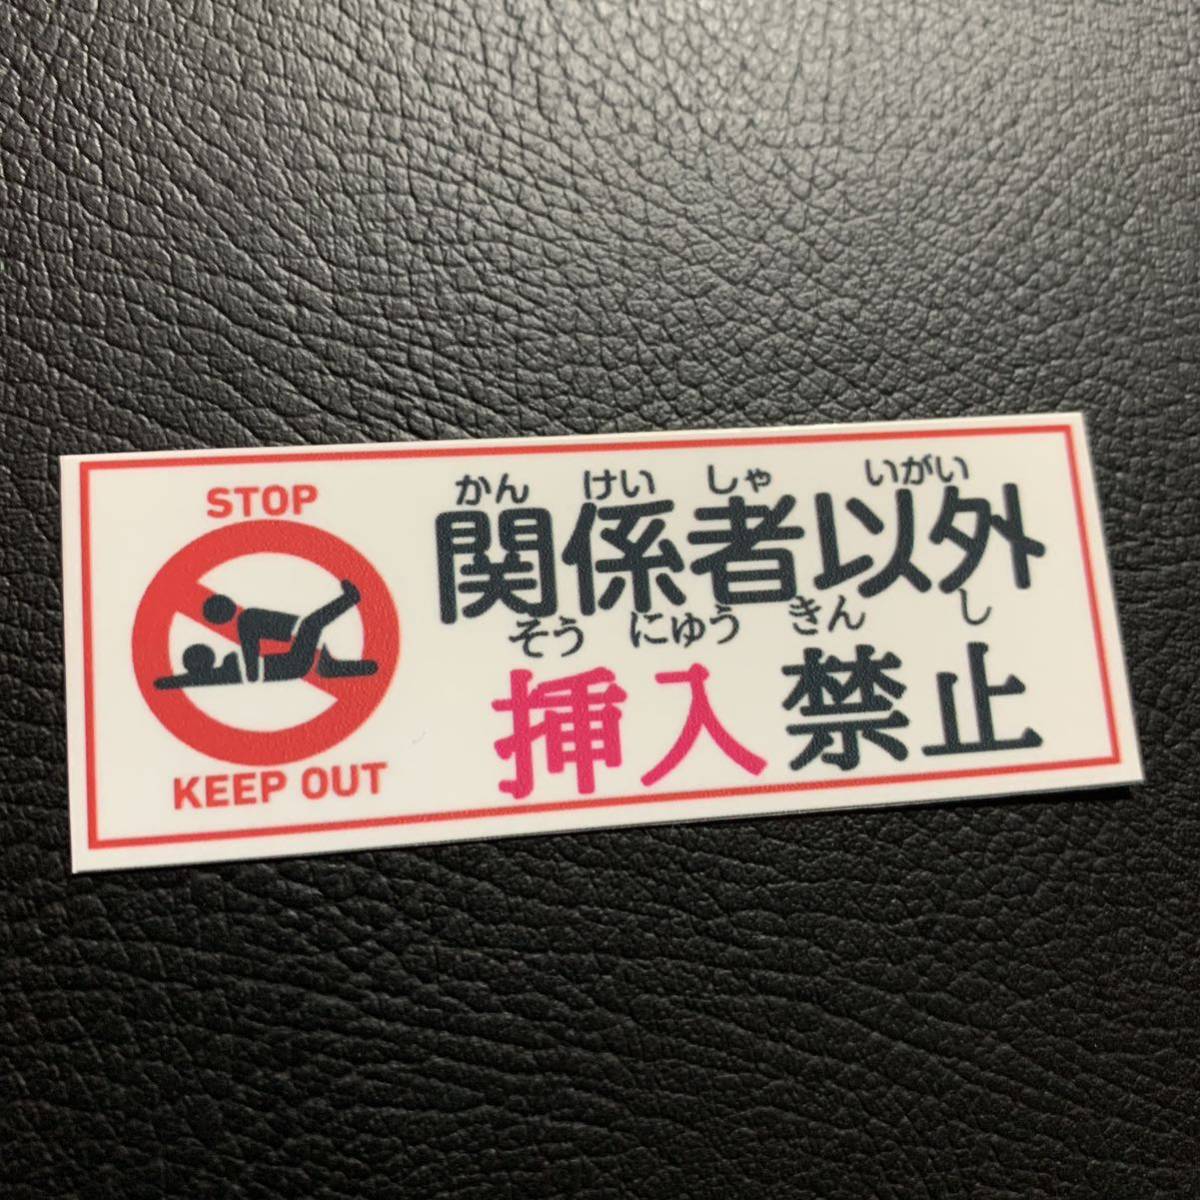 STOP
KEEP OUT
かん けい しゃ いがい
関係者以外
そう にゅう きん し
挿入禁止